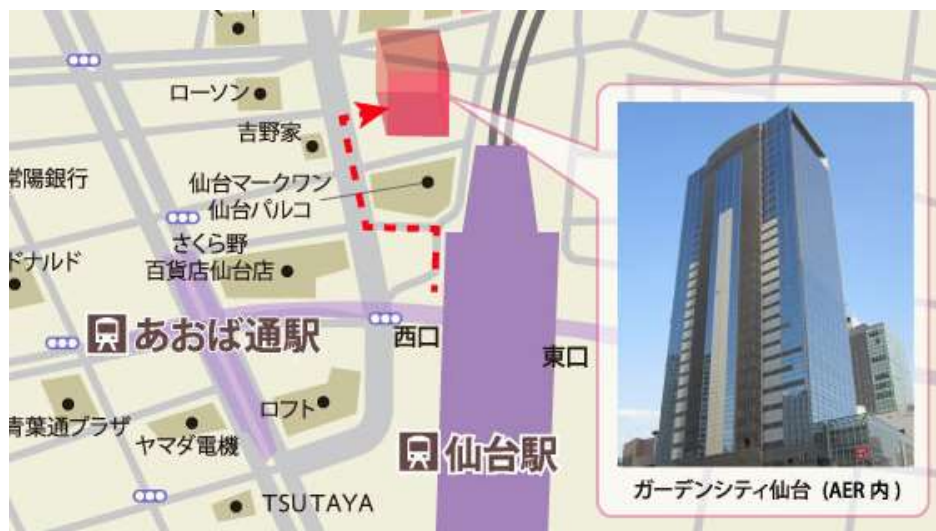 ローソン
吉野家
常陽銀行
仙台マークワン
仙台パルコ
さくら野
百貨店仙台店
ドナルド
あおば通駅
西口
東口
青葉通プラザ
ヤマダ電機
ロフト
仙台駅
TSUTAYA
ガーデンシティ仙台 (AER 内)